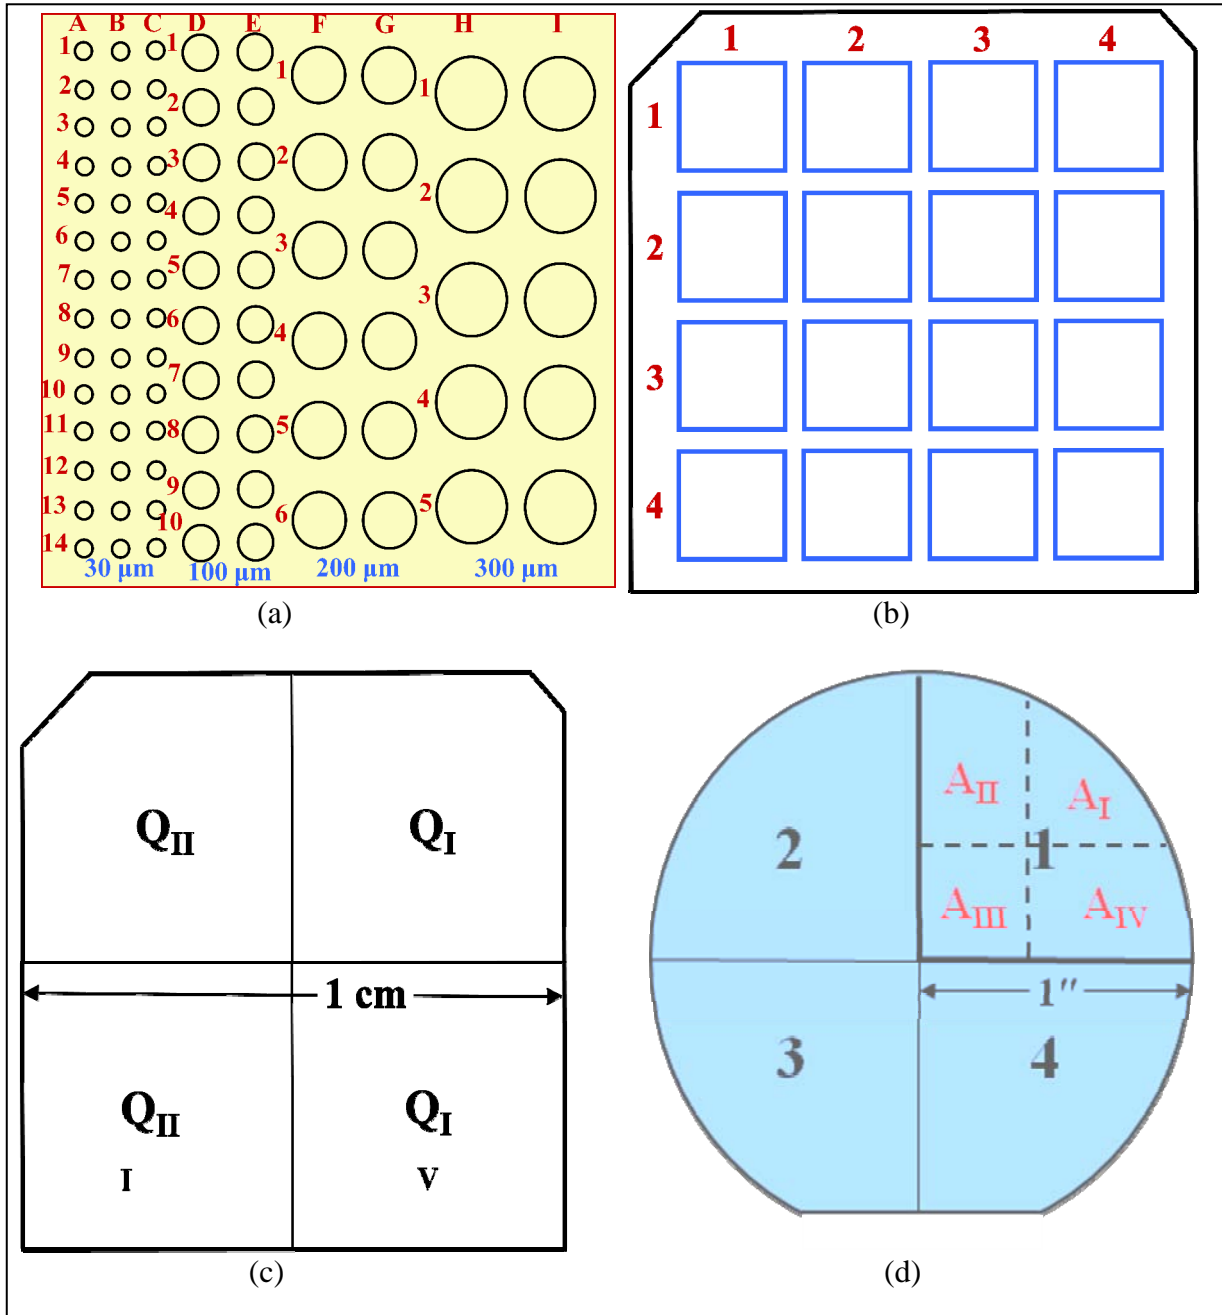 A B C D E F G H I
1 1 1 1
2 2 2 2
3 3 3 3
4 4 4 4
5 5 5 5
6 6 6
7 7
8 8
9 9
10 10
11
12
13
14
30 µm 100 µm 200 µm 300 µm
(a)
1 2 3 4
1
2
3
4
(b)
QII QI
1 cm
QII QI
I V
(c)
AII AI
2 1
AIII AIV
1″
3 4
(d)